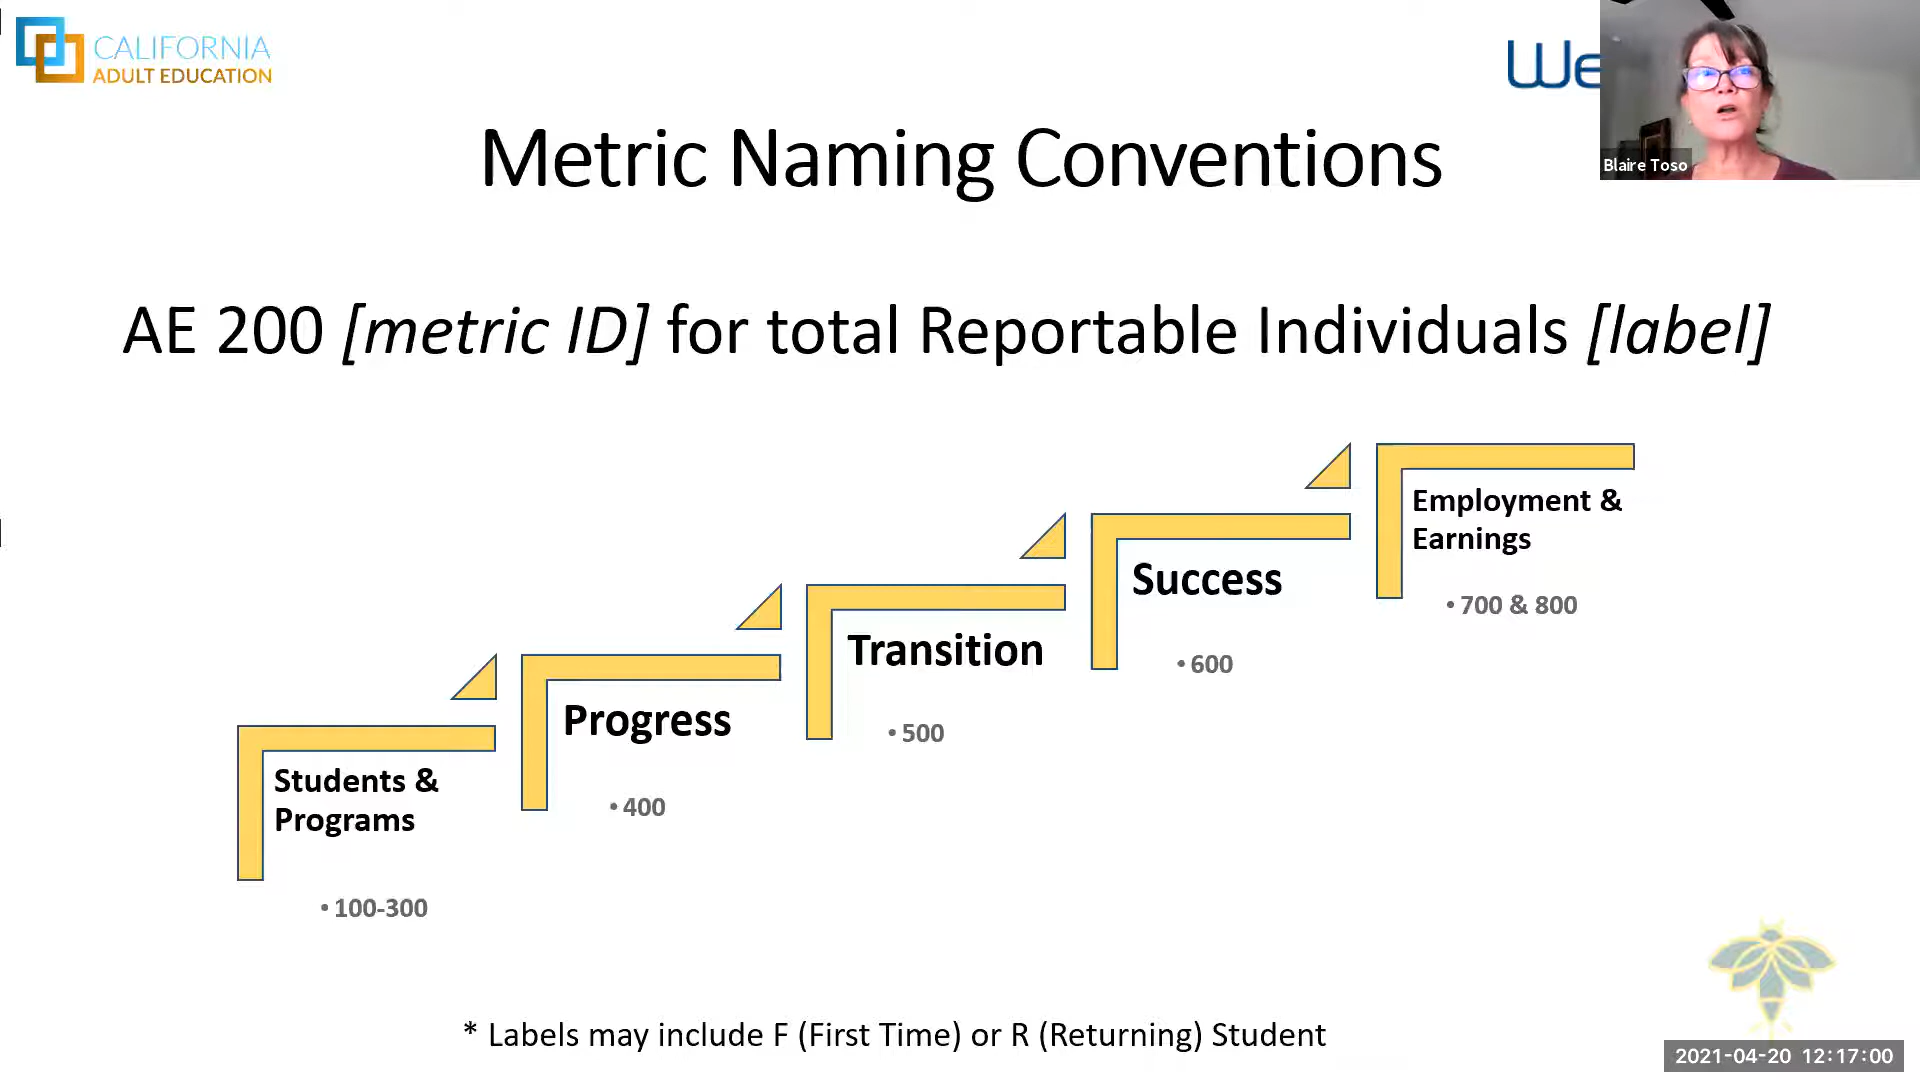 CALIFORNIA
ADULT EDUCATION
We
Blaire Toso
Metric Naming Conventions
AE 200 [metric ID] for total Reportable Individuals [label]
Students &
Programs
• 100-300
Progress
• 400
Transition
• 500
Success
• 600
Employment &
Earnings
• 700 & 800
* Labels may include F (First Time) or R (Returning) Student
2021-04-20 12:17:00